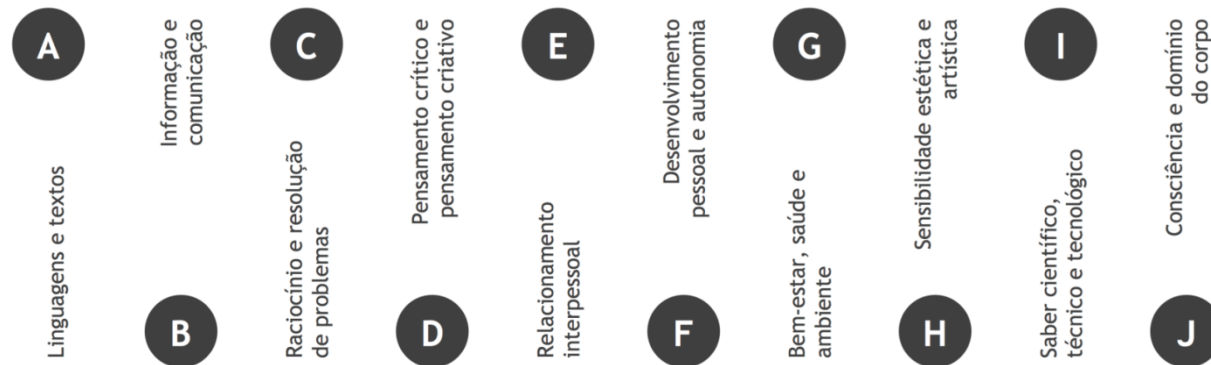 A
Linguagens e textos
B
Informação e
comunicação
C
Raciocínio e resolução
de problemas
D
Pensamento crítico e
pensamento criativo
E
Relacionamento
interpessoal
F
Desenvolvimento
pessoal e autonomia
G
Bem-estar, saúde e
ambiente
H
Sensibilidade estética e
artística
I
Saber científico,
técnico e tecnológico
J
Consciência e domínio
do corpo